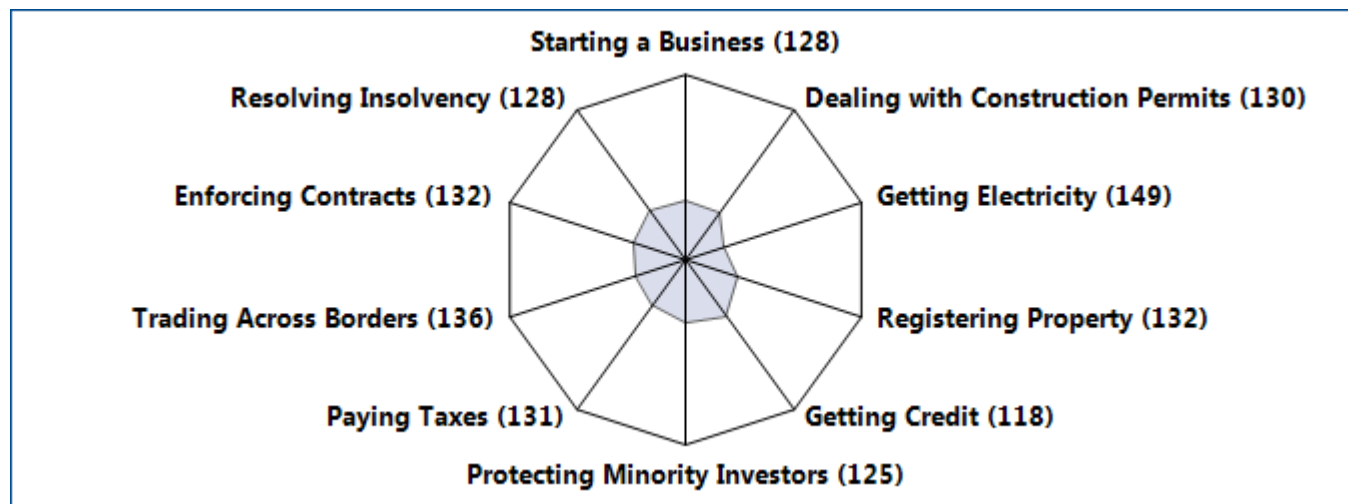 Starting a Business (128)
Resolving Insolvency (128)
Dealing with Construction Permits (130)
Enforcing Contracts (132)
Getting Electricity (149)
Trading Across Borders (136)
Registering Property (132)
Paying Taxes (131)
Getting Credit (118)
Protecting Minority Investors (125)